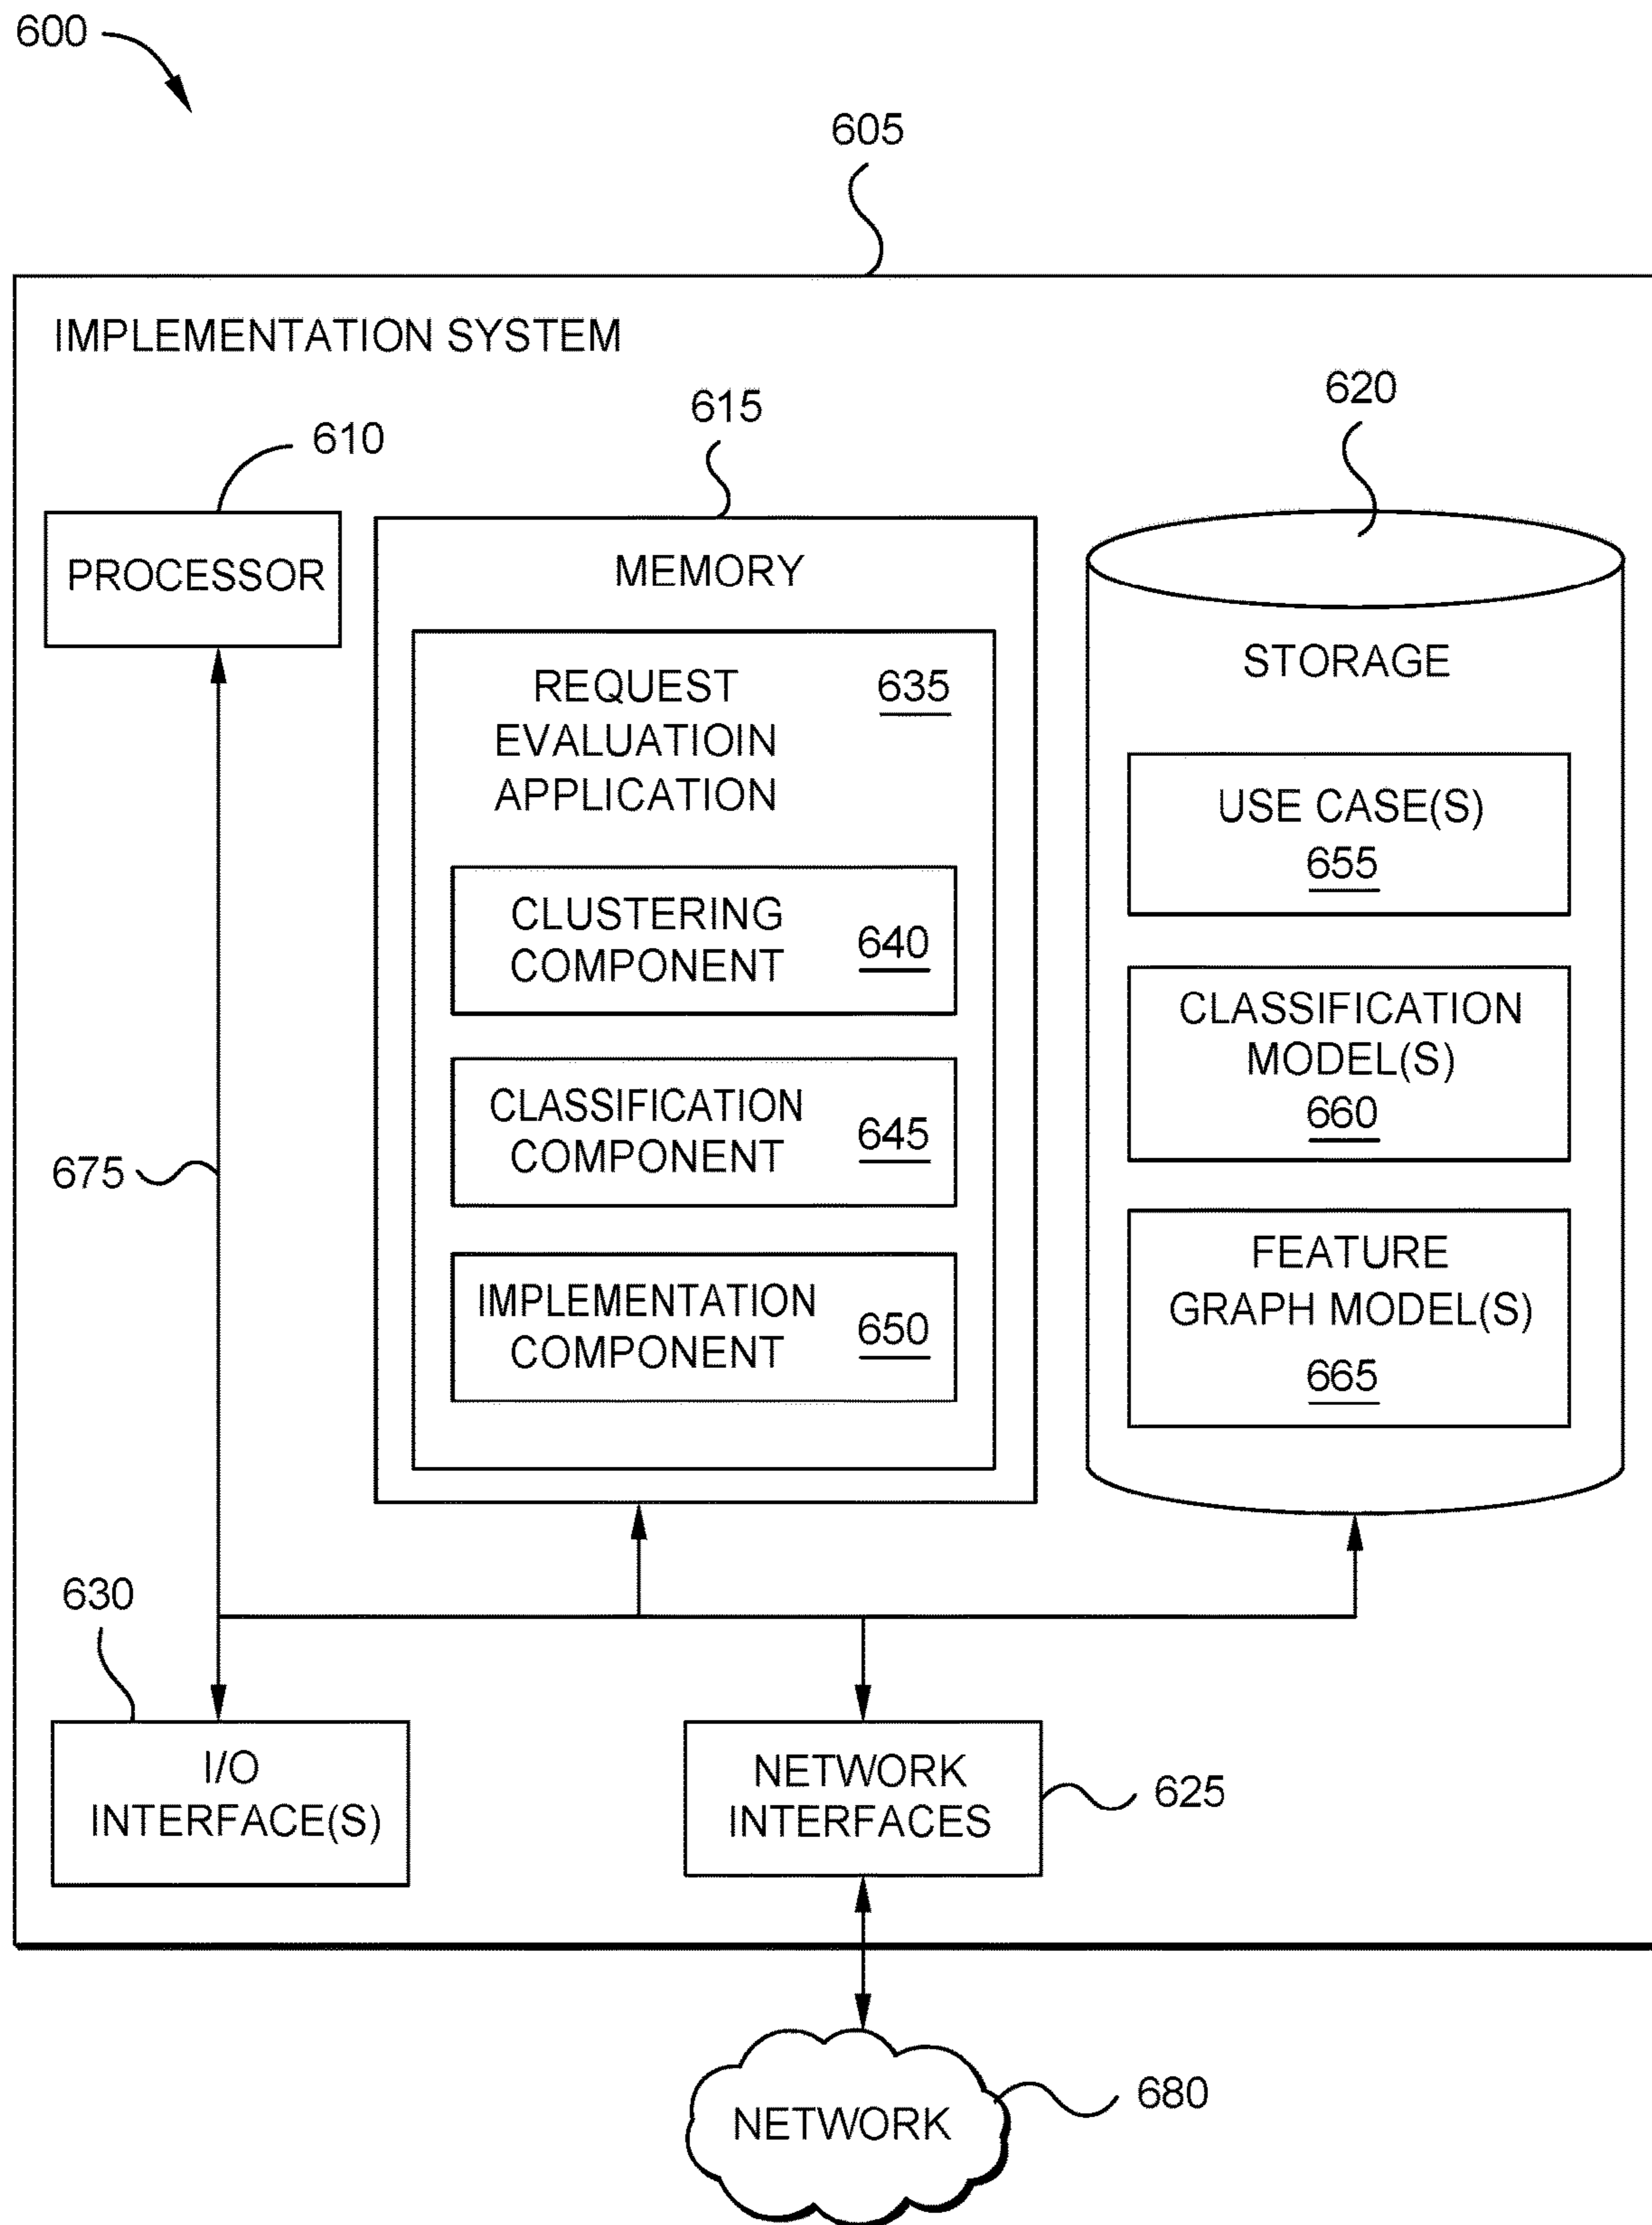 600
605
IMPLEMENTATION SYSTEM
610
615
620
PROCESSOR
MEMORY
REQUEST 635
EVALUATIOIN
APPLICATION
CLUSTERING
COMPONENT 640
CLASSIFICATION
COMPONENT 645
IMPLEMENTATION
COMPONENT 650
STORAGE
USE CASE(S)
655
CLASSIFICATION
MODEL(S)
660
FEATURE
GRAPH MODEL(S)
665
675
630
I/O
INTERFACE(S)
NETWORK
INTERFACES
625
NETWORK
680